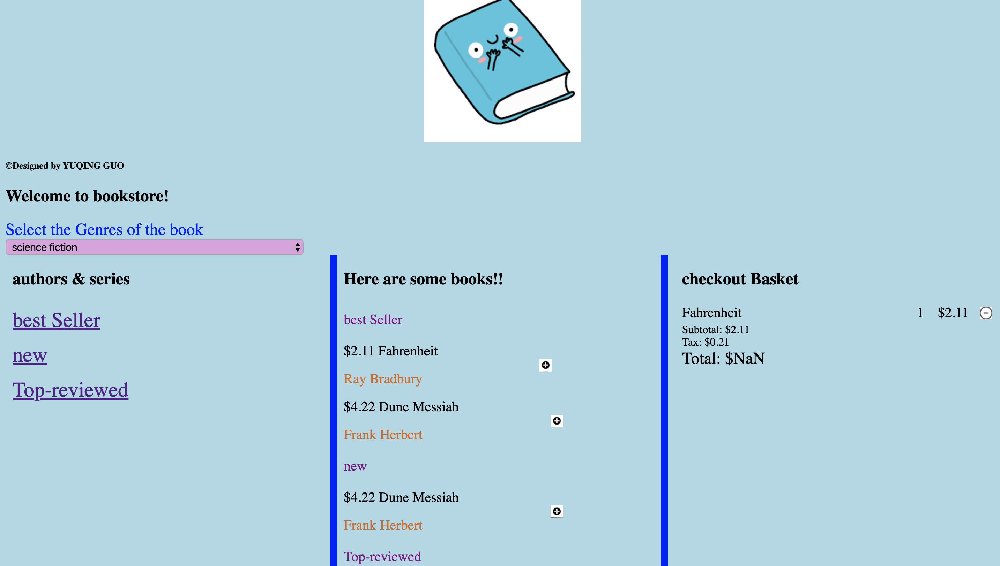 ©Designed by YUQING GUO
Welcome to bookstore!
Select the Genres of the book
science fiction
authors & series
best Seller
new
Top-reviewed
Here are some books!!
best Seller
$2.11 Fahrenheit
Ray Bradbury
$4.22 Dune Messiah
Frank Herbert
new
$4.22 Dune Messiah
Frank Herbert
Top-reviewed
checkout Basket
Fahrenheit 1 $2.11
Subtotal: $2.11
Tax: $0.21
Total: $NaN